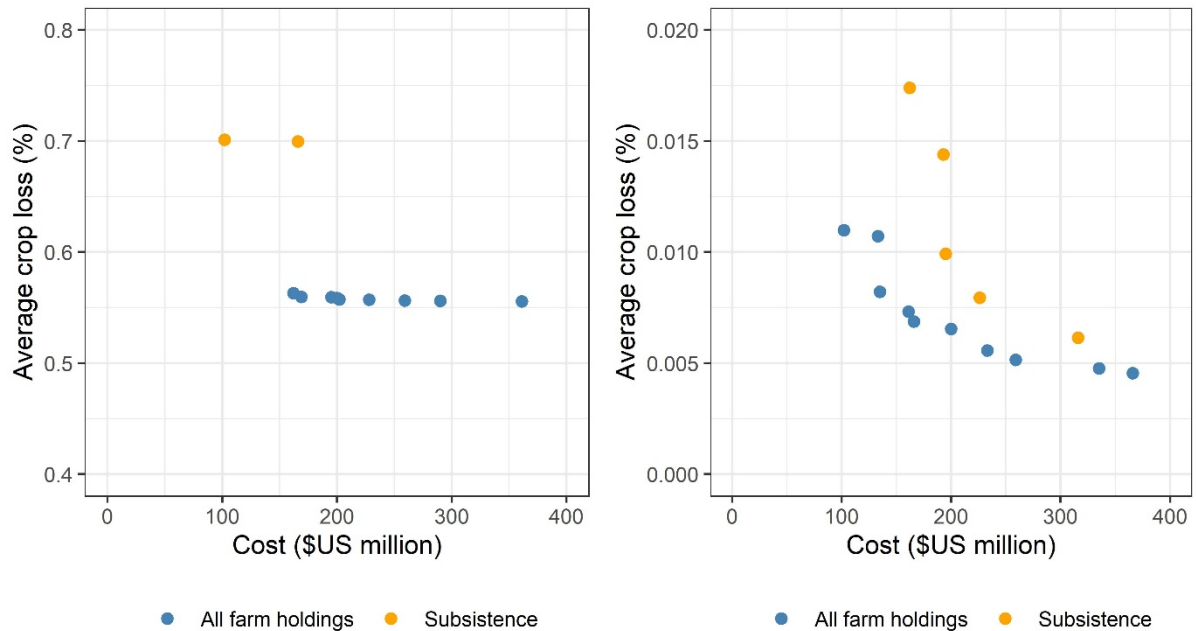 Average crop loss (%)
0.8
0.7
0.6
0.5
0.4
0 100 200 300 400
Cost ($US million)
All farm holdings Subsistence
Average crop loss (%)
0.020
0.015
0.010
0.005
0.000
0 100 200 300 400
Cost ($US million)
All farm holdings Subsistence